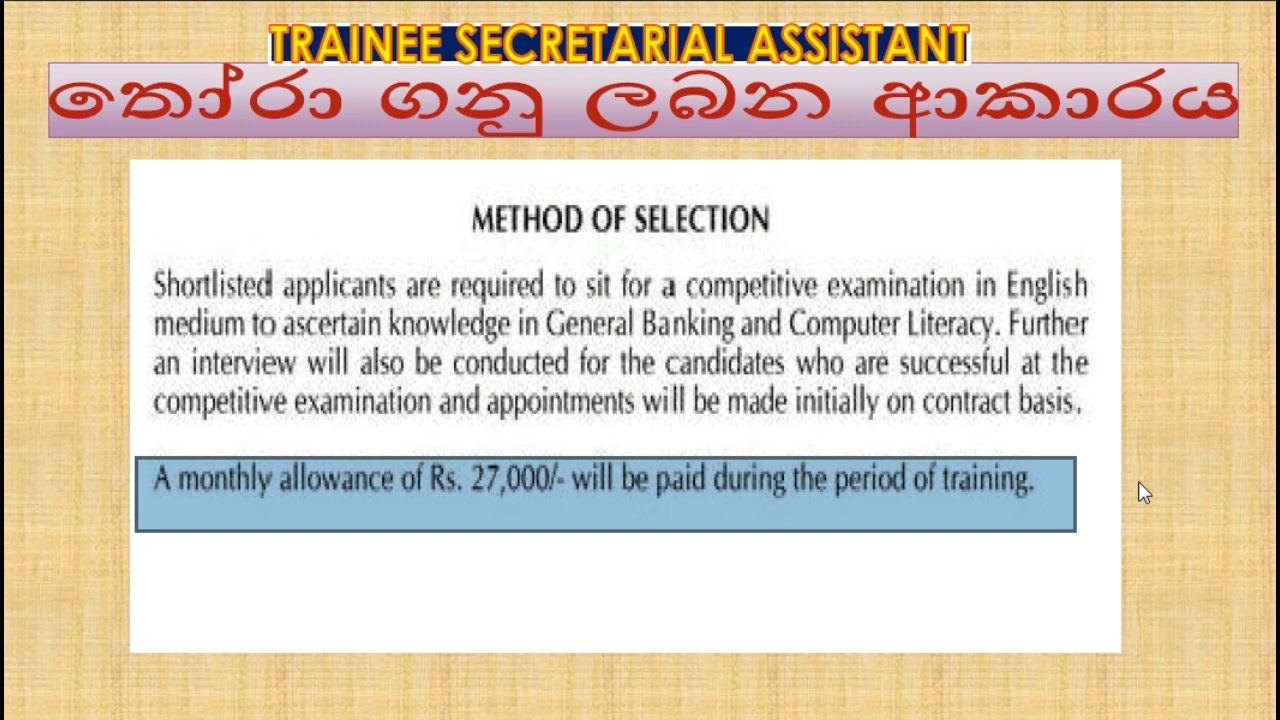 TRAINEE SECRETARIAL ASSISTANT
තෝරා ගනු ලබන ආකාරය
METHOD OF SELECTION
Shortlisted applicants are required to sit for a competitive examination in English
medium to ascertain knowledge in General Banking and Computer Literacy. Further
an interview will also be conducted for the candidates who are successful at the
competitive examination and appointments will be made initially on contract basis.
A monthly allowance of Rs. 27,000/- will be paid during the period of training.